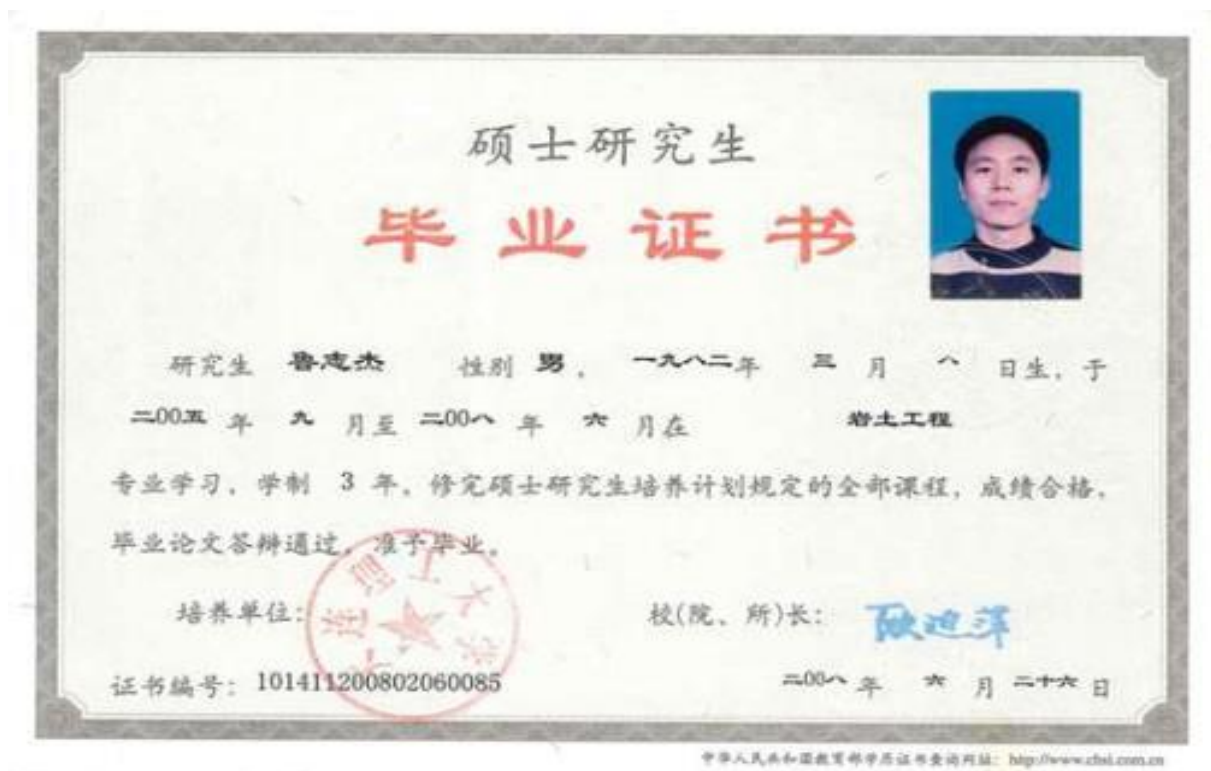 硕士研究生
毕业证书
研究生 鲁志杰 性别 男，一九八二年 三 月 八 日生，于
二00五 年 九 月至 二00八 年 六 月在 岩土工程
专业学习，学制 3 年，修完硕士研究生培养计划规定的全部课程，成绩合格，
毕业论文答辩通过，准予毕业。
大连理工大学
培养单位： 校(院、所)长：
证书编号：101411200802060085 二00八 年 六 月 二十六 日
中华人民共和国教育部学历证书查询网址：http://www.chsi.com.cn